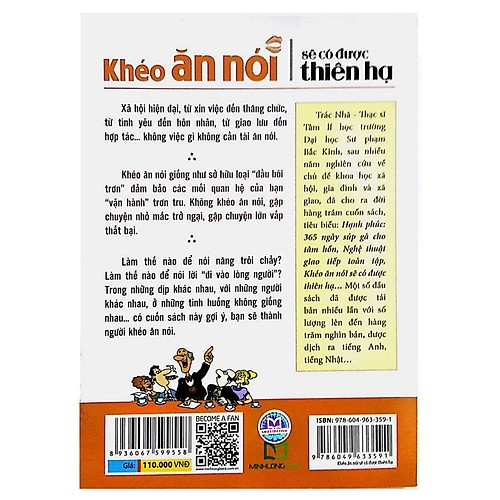 Khéo ăn nói
sẽ có được
thiên hạ
Xã hội hiện đại, từ xin việc đến thăng chức,
từ tình yêu đến hôn nhân, từ giao lưu đến
hợp tác... không việc gì không cần tài ăn nói.
Khéo ăn nói giống như sở hữu loại “dầu bôi
trơn” đảm bảo các mối quan hệ của bạn
“vận hành” trơn tru. Không khéo ăn nói, gặp
chuyện nhỏ mắc trở ngại, gặp chuyện lớn vấp
thất bại.
Làm thế nào để nói năng trôi chảy?
Làm thế nào để nói lời “đi vào lòng người”?
Trong những dịp khác nhau, với những người
khác nhau, ở những tình huống không giống
nhau... có cuốn sách này gợi ý, bạn sẽ thành
người khéo ăn nói.
Trác Nhã - Thạc sĩ
Tâm lí học trường
Đại học Sư phạm
Bắc Kinh, sau nhiều
năm nghiên cứu về
chủ đề khoa học xã
hội, gia đình và xã
giao, đã cho ra đời
hàng trăm cuốn sách,
tiêu biểu: Hạnh phúc:
365 ngày súp gà cho
tâm hồn, Nghệ thuật
giao tiếp toàn tập,
Khéo ăn nói sẽ có được
thiên hạ... Một số đầu
sách đã được tái
bản nhiều lần với số
lượng lên đến hàng
trăm nghìn bản, được
dịch ra tiếng Anh,
tiếng Nhật...
8 936067 599558
Giá: 110.000 VNĐ
BECOME A FAN
MINHLONG
ISBN: 978-604-963-359-1
9 786049 633591
Khéo ăn nói sẽ có được thiên hạ